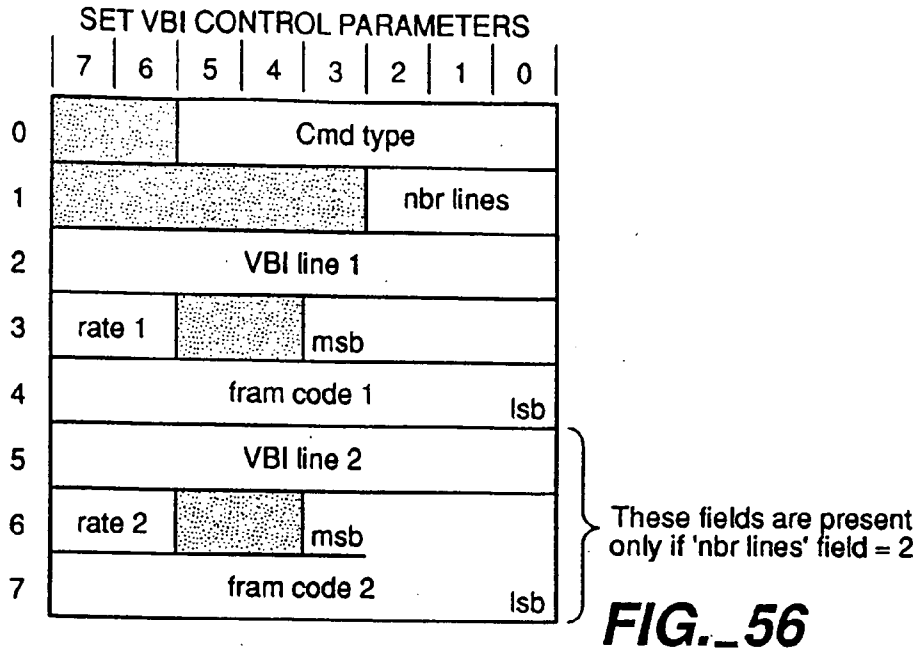 SET VBI CONTROL PARAMETERS
7 6 5 4 3 2 1 0
0 Cmd type
1 nbr lines
2 VBI line 1
3 rate 1 msb
4 fram code 1 lsb
5 VBI line 2
6 rate 2 msb
7 fram code 2 lsb
These fields are present
only if 'nbr lines' field = 2
FIG._56